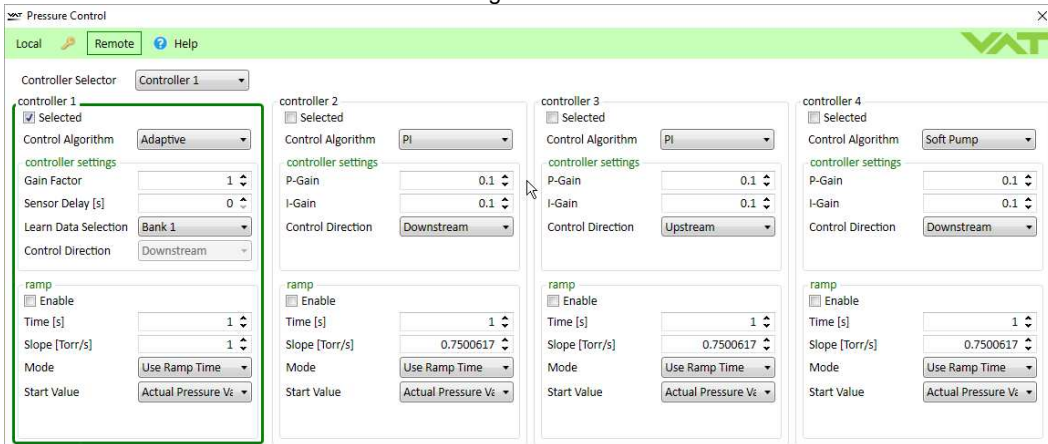 VAT Pressure Control
Local Remote Help VAT
Controller Selector Controller 1
controller 1
Selected
Control Algorithm Adaptive
controller settings
Gain Factor 1
Sensor Delay [s] 0
Learn Data Selection Bank 1
Control Direction Downstream
ramp
Enable
Time [s] 1
Slope [Torr/s] 1
Mode Use Ramp Time
Start Value Actual Pressure Va
controller 2
Selected
Control Algorithm PI
controller settings
P-Gain 0.1
I-Gain 0.1
Control Direction Downstream
ramp
Enable
Time [s] 1
Slope [Torr/s] 0.7500617
Mode Use Ramp Time
Start Value Actual Pressure Va
controller 3
Selected
Control Algorithm PI
controller settings
P-Gain 0.1
I-Gain 0.1
Control Direction Upstream
ramp
Enable
Time [s] 1
Slope [Torr/s] 0.7500617
Mode Use Ramp Time
Start Value Actual Pressure Va
controller 4
Selected
Control Algorithm Soft Pump
controller settings
P-Gain 0.1
I-Gain 0.1
Control Direction Downstream
ramp
Enable
Time [s] 1
Slope [Torr/s] 0.7500617
Mode Use Ramp Time
Start Value Actual Pressure Va